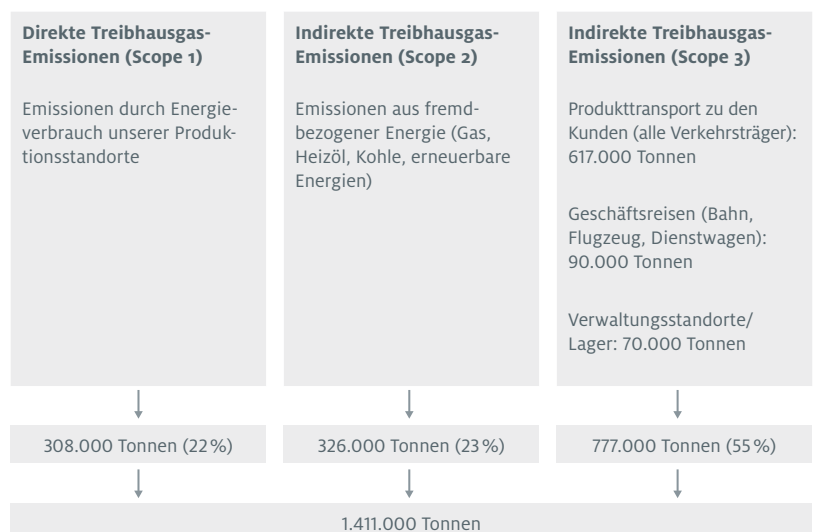 Direkte Treibhausgas-
Emissionen (Scope 1)
Emissionen durch Energie-
verbrauch unserer Produk-
tionsstandorte
Indirekte Treibhausgas-
Emissionen (Scope 2)
Emissionen aus fremd-
bezogener Energie (Gas,
Heizöl, Kohle, erneuerbare
Energien)
Indirekte Treibhausgas-
Emissionen (Scope 3)
Produkttransport zu den
Kunden (alle Verkehrsträger):
617.000 Tonnen
Geschäftsreisen (Bahn,
Flugzeug, Dienstwagen):
90.000 Tonnen
Verwaltungsstandorte/
Lager: 70.000 Tonnen
308.000 Tonnen (22 %)
326.000 Tonnen (23 %)
777.000 Tonnen (55 %)
1.411.000 Tonnen